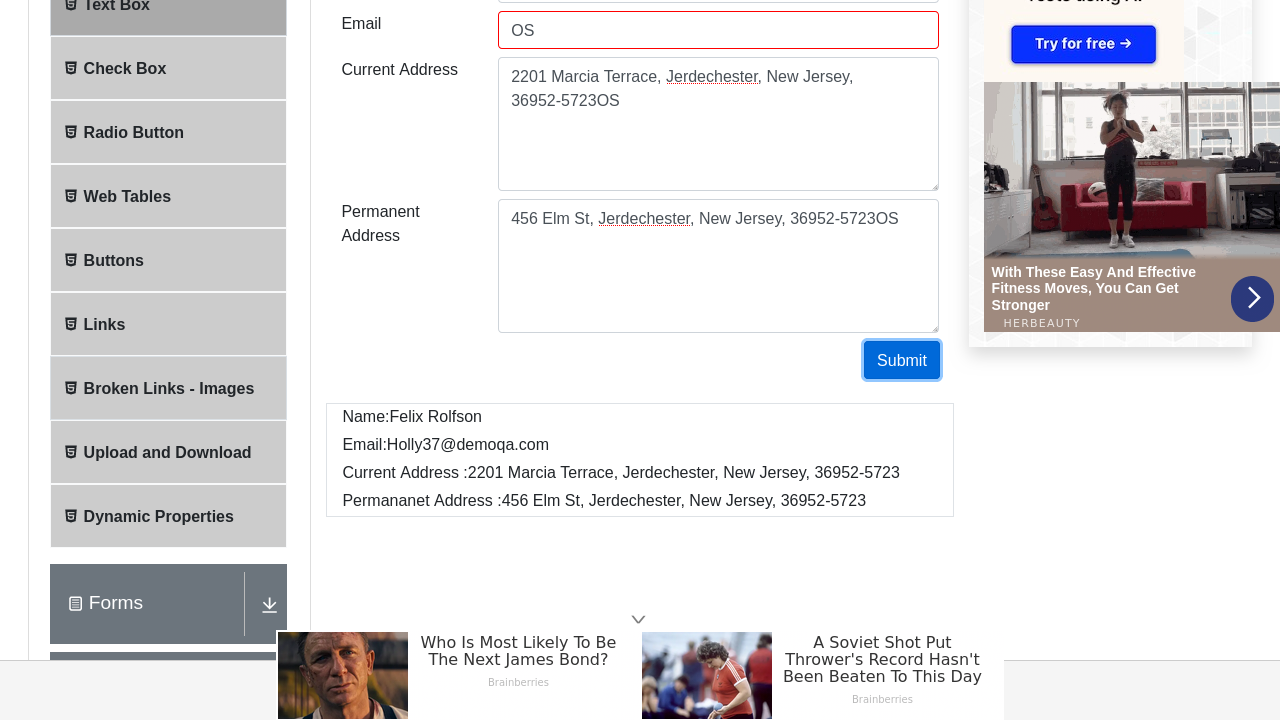 Text Box
Check Box
Radio Button
Web Tables
Buttons
Links
Broken Links - Images
Upload and Download
Dynamic Properties
Forms
Email
OS
Current Address
2201 Marcia Terrace, Jerdechester, New Jersey,
36952-5723OS
Permanent
Address
456 Elm St, Jerdechester, New Jersey, 36952-5723OS
Submit
Name:Felix Rolfson
Email:Holly37@demoqa.com
Current Address :2201 Marcia Terrace, Jerdechester, New Jersey, 36952-5723
Permananet Address :456 Elm St, Jerdechester, New Jersey, 36952-5723
Try for free →
With These Easy And Effective
Fitness Moves, You Can Get
Stronger
HERBEAUTY
Who Is Most Likely To Be
The Next James Bond?
Brainberries
A Soviet Shot Put
Thrower's Record Hasn't
Been Beaten To This Day
Brainberries